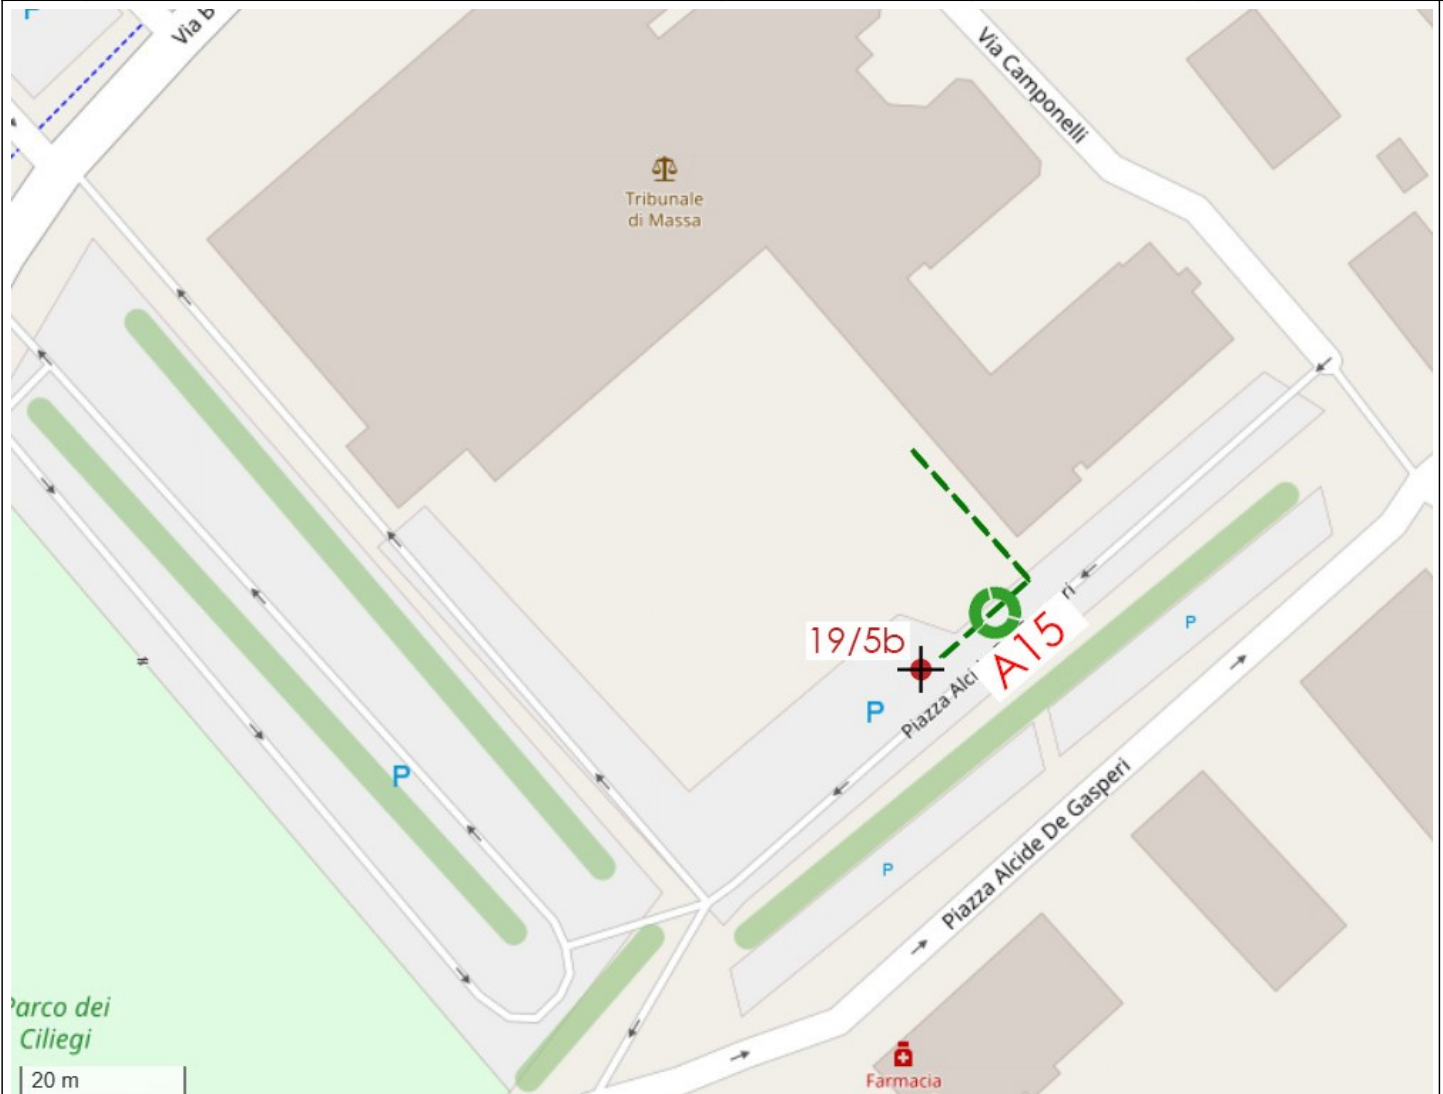 P
Via B
Via Camponelli
Tribunale
di Massa
ri
P
19/5b
A15
Piazza Alci
P
P
P
Piazza Alcide De Gasperi
Parco dei
Ciliegi
20 m
Farmacia